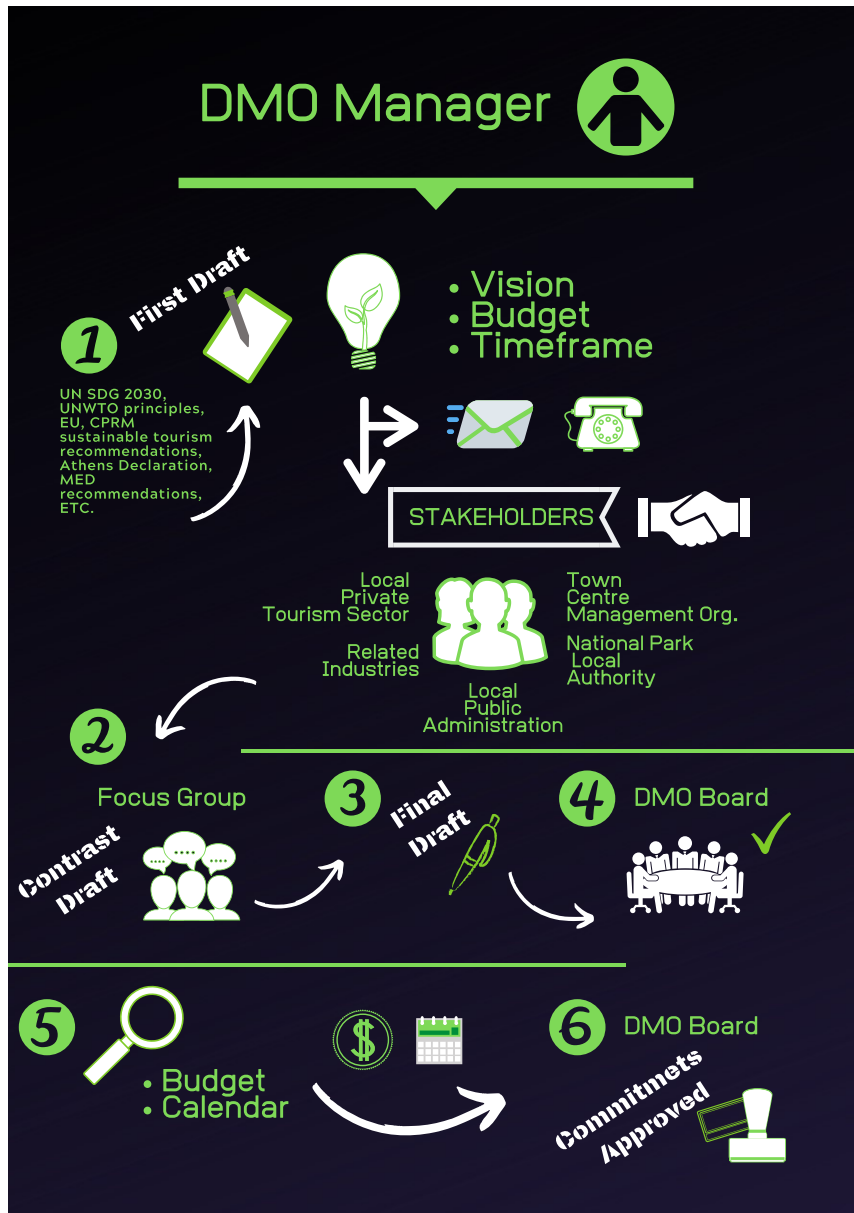 DMO Manager
1
First Draft
UN SDG 2030,
UNWTO principles,
EU, CPRM
sustainable tourism
recommendations,
Athens Declaration,
MED
recommendations,
ETC.
• Vision
• Budget
• Timeframe
STAKEHOLDERS
Local
Private
Tourism Sector
Related
Industries
Local
Public
Administration
Town
Centre
Management Org.
National Park
Local
Authority
2
Focus Group
Contrast
Draft
3
Final
Draft
4
DMO Board
5
• Budget
• Calendar
$
6
DMO Board
Commitmets
Approved